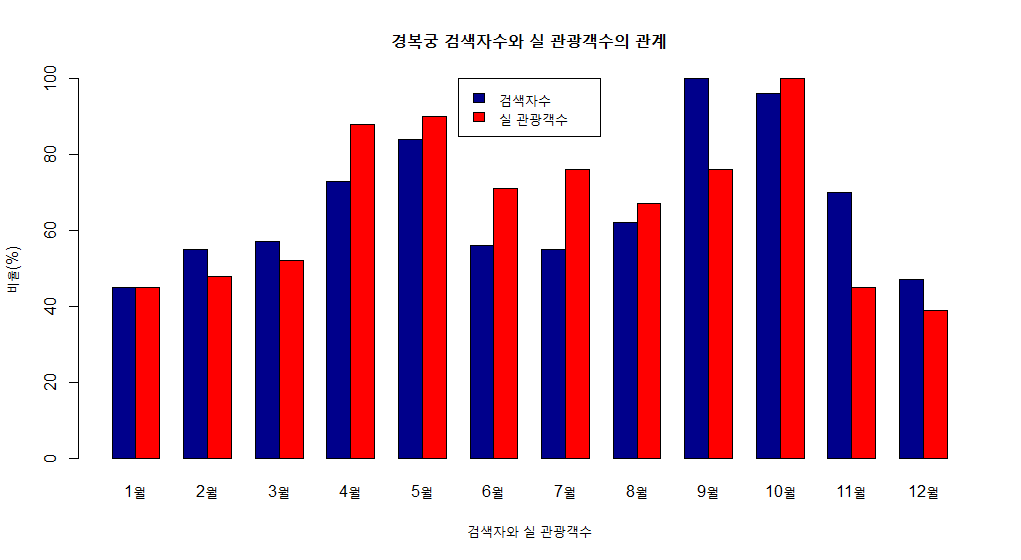 경복궁 검색자수와 실 관광객수의 관계
검색자수
실 관광객수
비율(%)
100
80
60
40
20
0
1월 2월 3월 4월 5월 6월 7월 8월 9월 10월 11월 12월
검색자와 실 관광객수